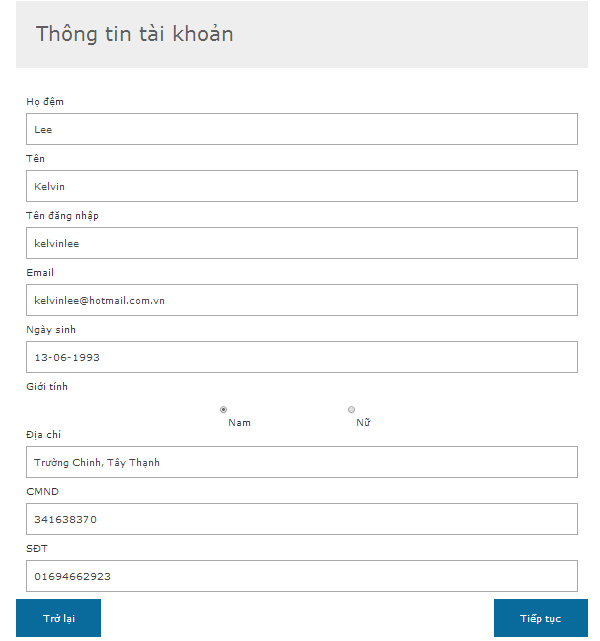 Thông tin tài khoản
Họ đệm
Lee
Tên
Kelvin
Tên đăng nhập
kelvinlee
Email
kelvinlee@hotmail.com.vn
Ngày sinh
13-06-1993
Giới tính
Nam Nữ
Địa chỉ
Trường Chinh, Tây Thạnh
CMND
341638370
SĐT
01694662923
Trở lại Tiếp tục